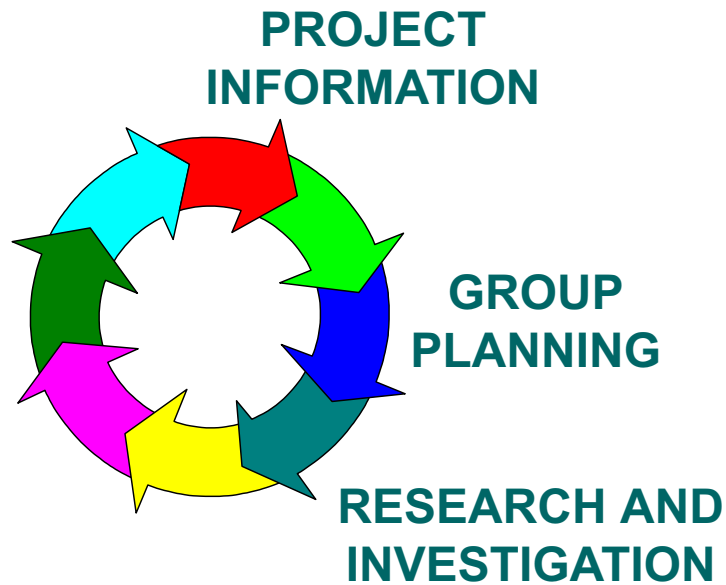 PROJECT
INFORMATION
GROUP
PLANNING
RESEARCH AND
INVESTIGATION